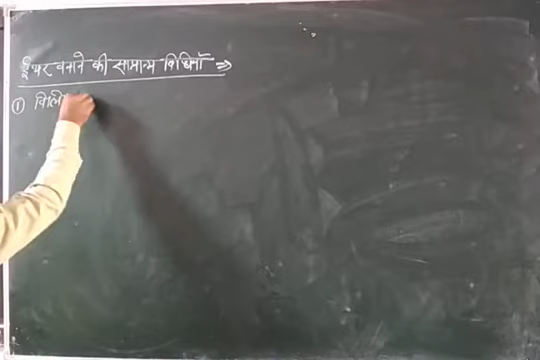 ईथर बनाने की सामान्य विधियाँ ⇒
① विलि